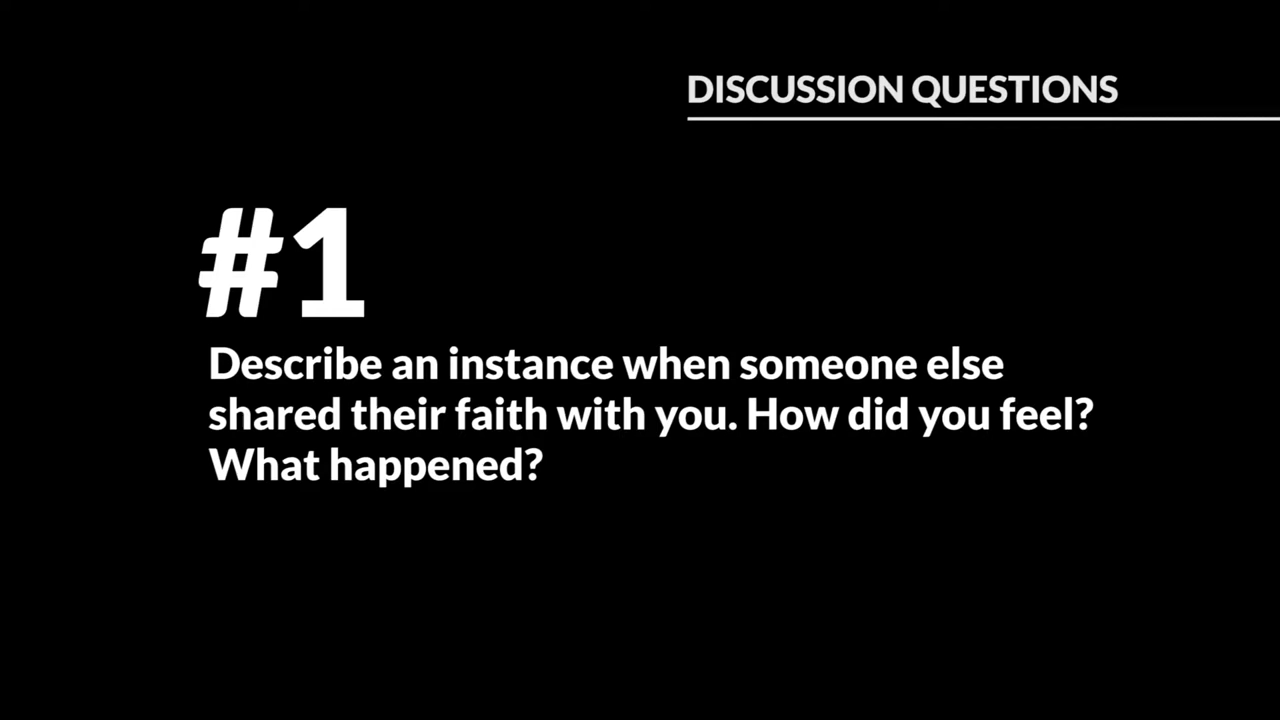 DISCUSSION QUESTIONS
#1
Describe an instance when someone else
shared their faith with you. How did you feel?
What happened?